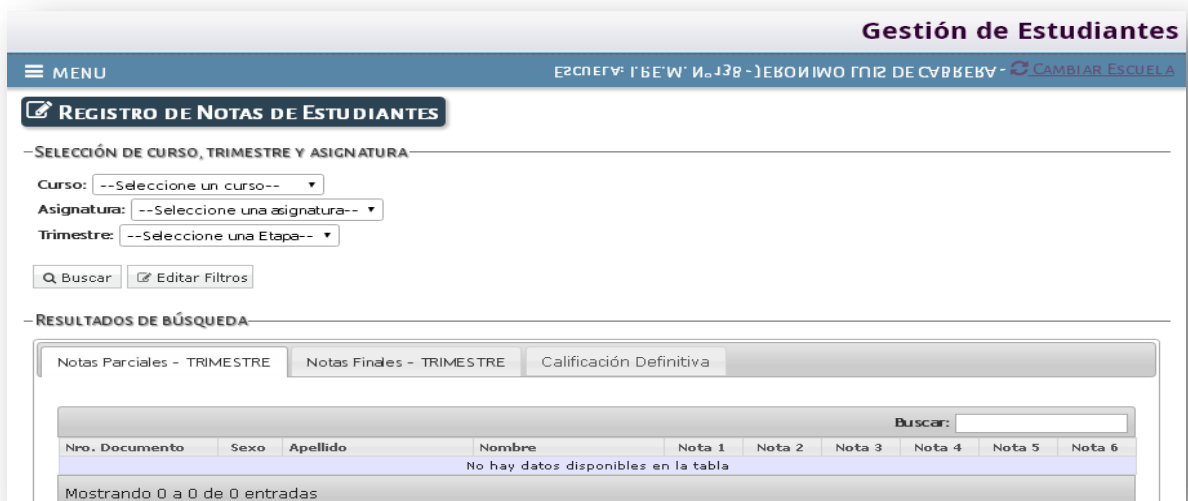 Gestión de Estudiantes
MENU
ESCUELA: I.PE.M. Nº138 - JERONIMO LUIS DE CABRERA - CAMBIAR ESCUELA
REGISTRO DE NOTAS DE ESTUDIANTES
SELECCIÓN DE CURSO, TRIMESTRE Y ASIGNATURA
Curso: --Seleccione un curso--
Asignatura: --Seleccione una asignatura--
Trimestre: --Seleccione una Etapa--
Buscar Editar Filtros
RESULTADOS DE BÚSQUEDA
Notas Parciales - TRIMESTRE Notas Finales - TRIMESTRE Calificación Definitiva
Buscar:
Nro. Documento Sexo Apellido Nombre Nota 1 Nota 2 Nota 3 Nota 4 Nota 5 Nota 6
No hay datos disponibles en la tabla
Mostrando 0 a 0 de 0 entradas